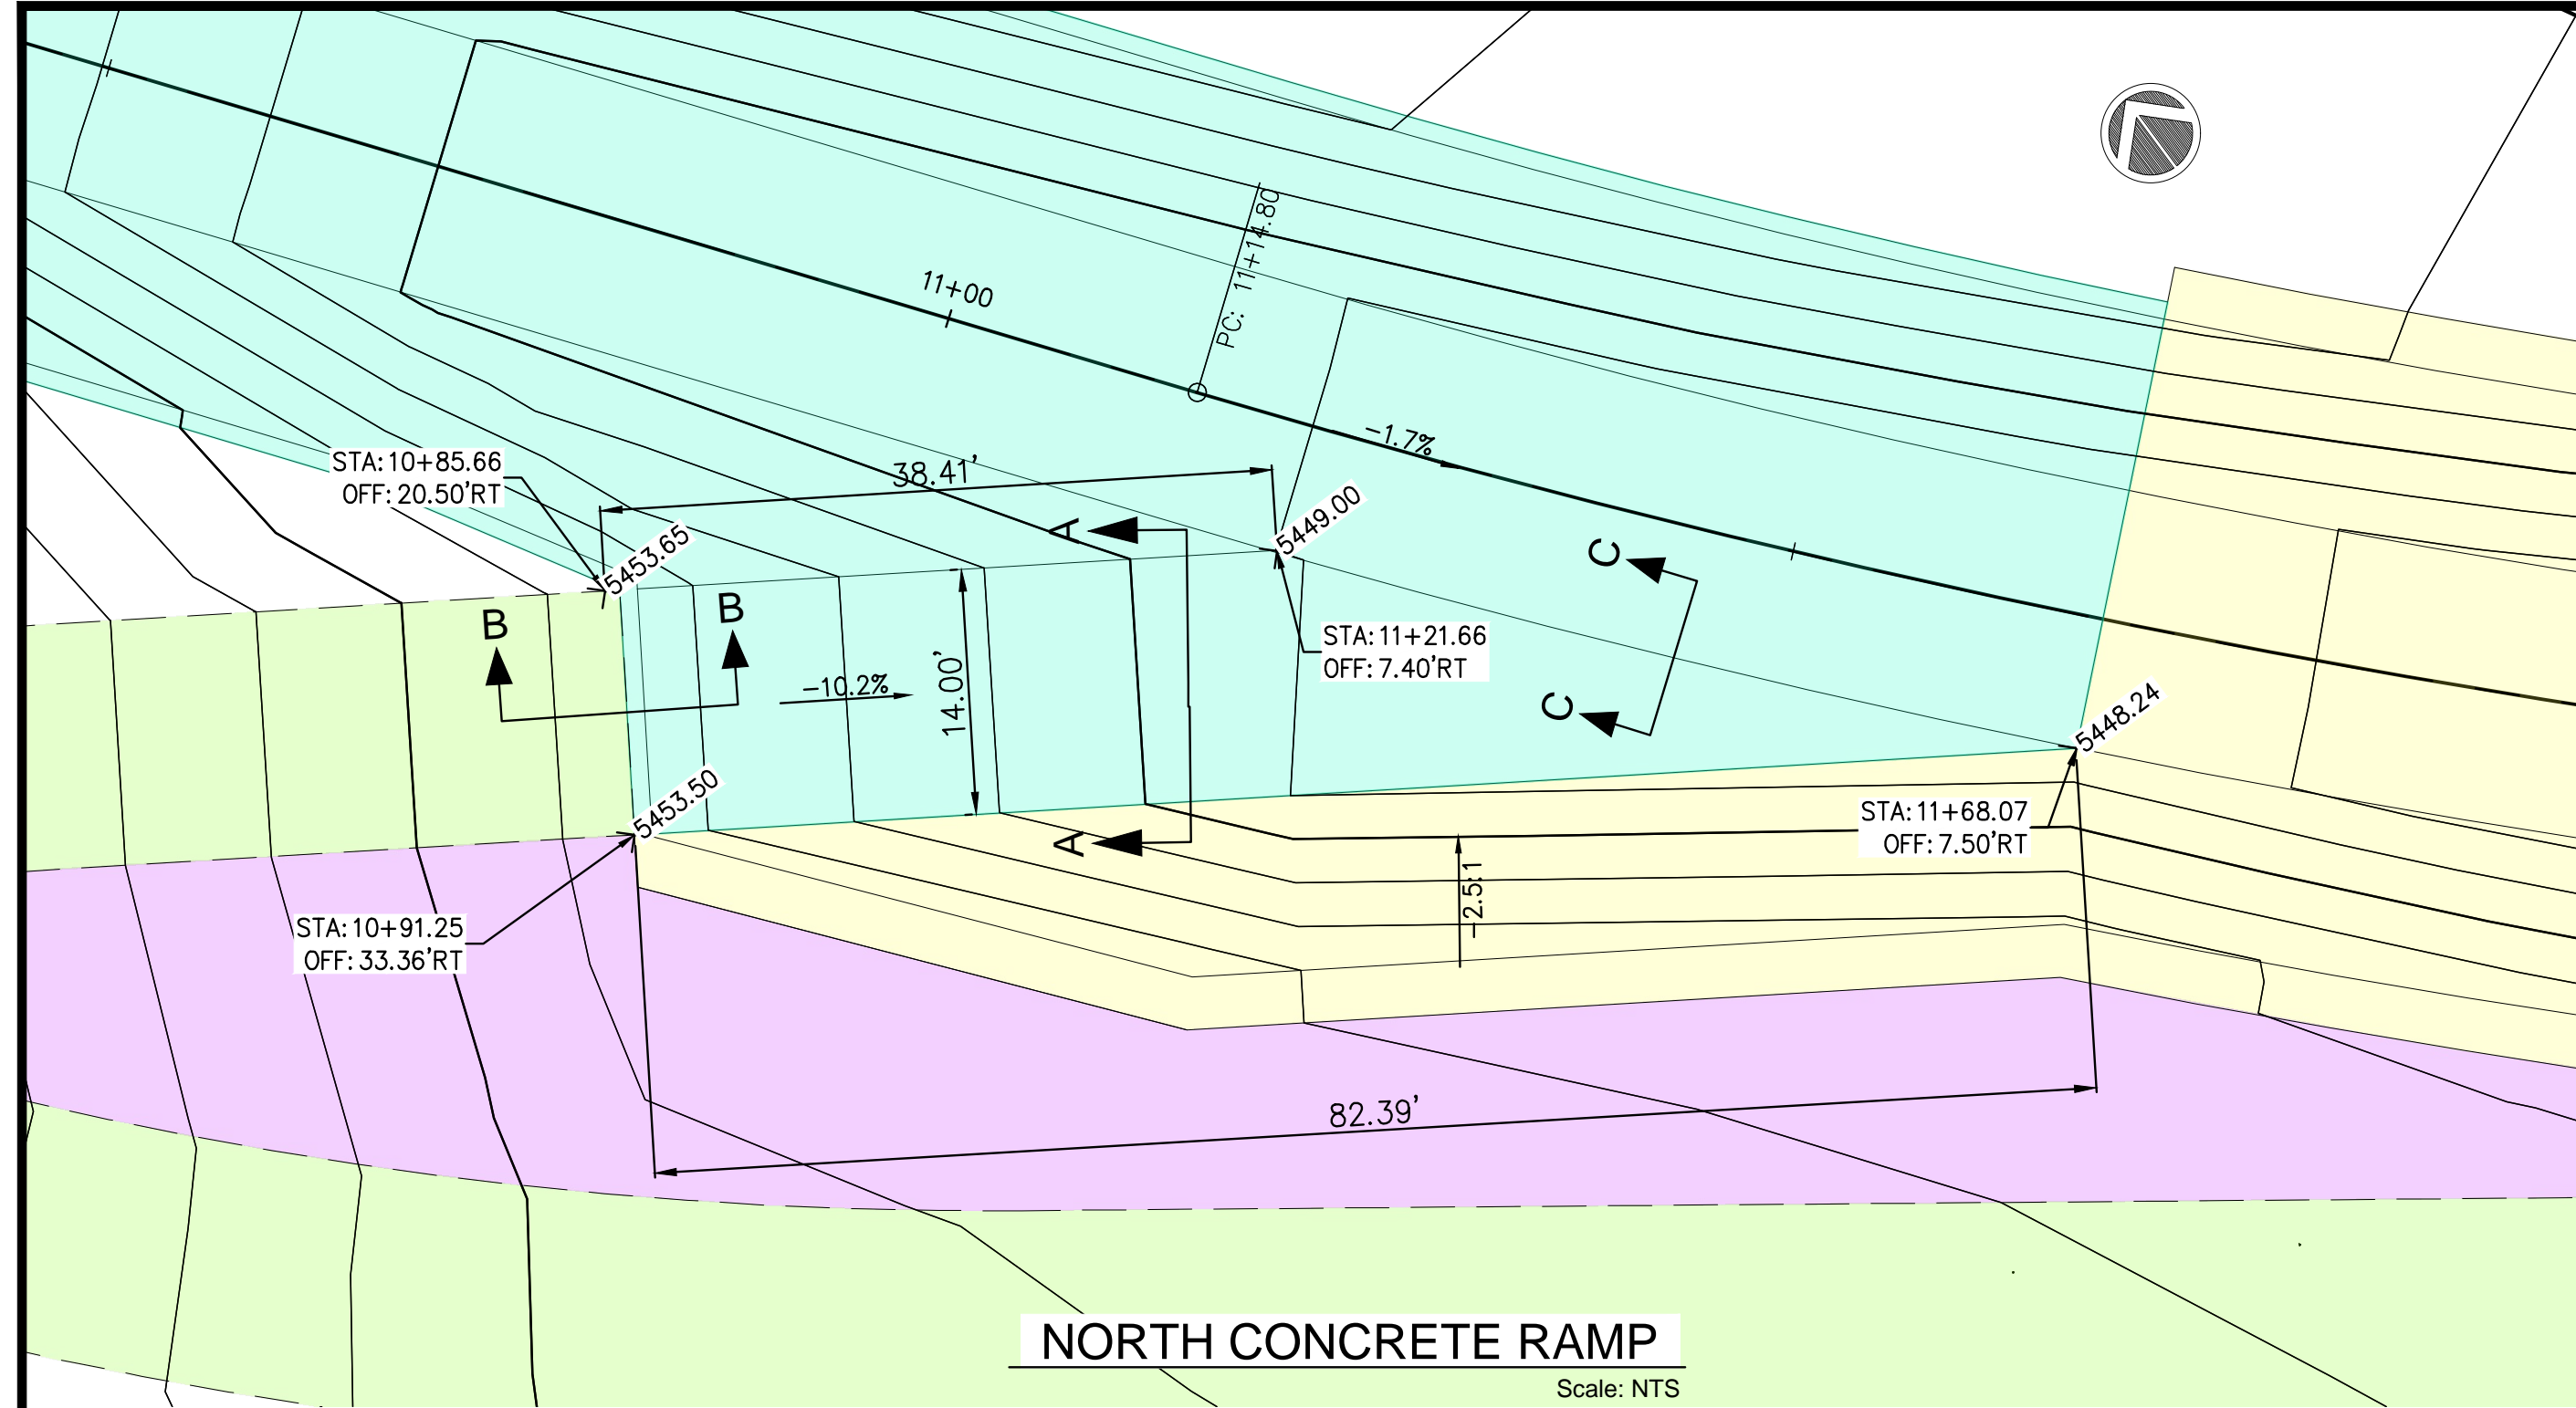 11+00
PC: 11+14.80
-1.7%
STA:10+85.66
OFF:20.50'RT
38.41'
5453.65
5449.00
A
C
B
B
STA:11+21.66
OFF:7.40'RT
-10.2%
14.00'
C
5448.24
5453.50
A
STA:11+68.07
OFF:7.50'RT
-2.5:1
STA:10+91.25
OFF:33.36'RT
82.39'
NORTH CONCRETE RAMP
Scale: NTS